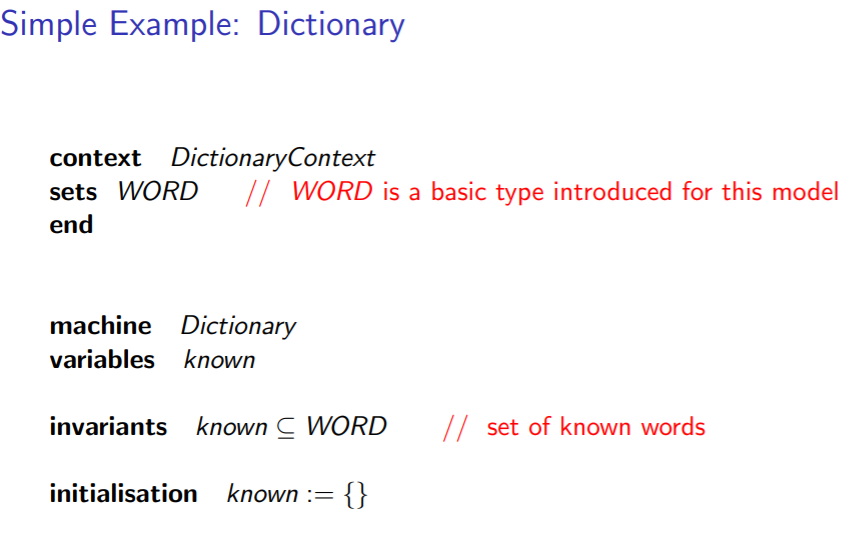 Simple Example: Dictionary
context DictionaryContext
sets WORD // WORD is a basic type introduced for this model
end
machine Dictionary
variables known
invariants known ⊆ WORD // set of known words
initialisation known := {}